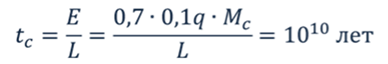 t_c = E/L = (0,7 · 0,1q · M_c)/L = 10^10 лет